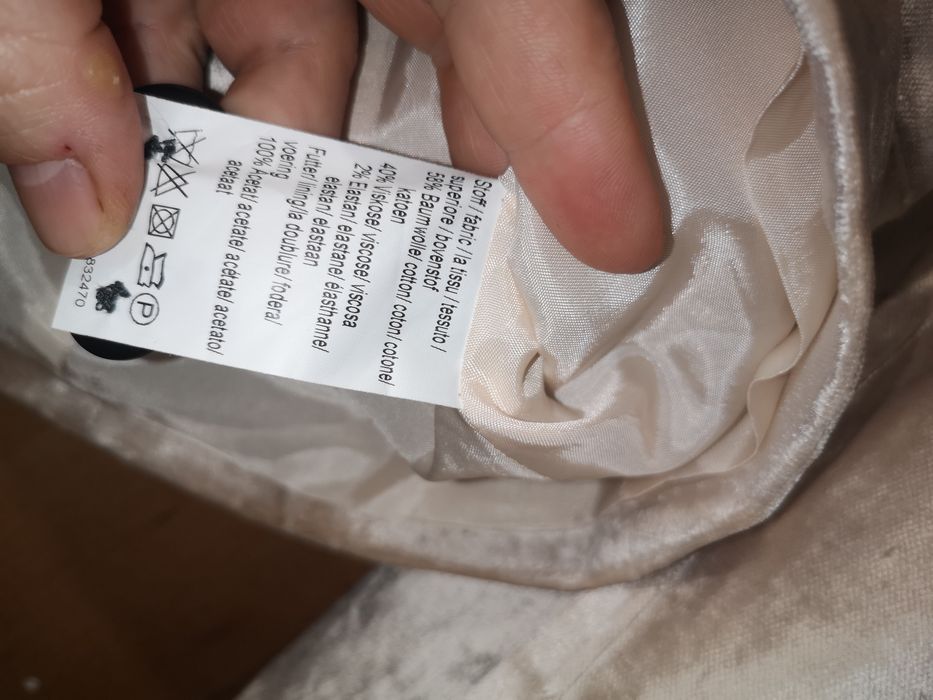 Stoff / fabric / la tissu / tessuto /
superiore / bovenstof
58% Baumwolle/ cotton/ coton/ cotone/
katoen
40% Viskose/ viscose/ viscosa
2% Elastan/ elastane/ élasthanne/
elastan/ elastaan
Futter/ lining/ la doublure/ fodera/
voering
100% Acetat/ acetate/ acétate/ acetato/
acetaat
P
832470